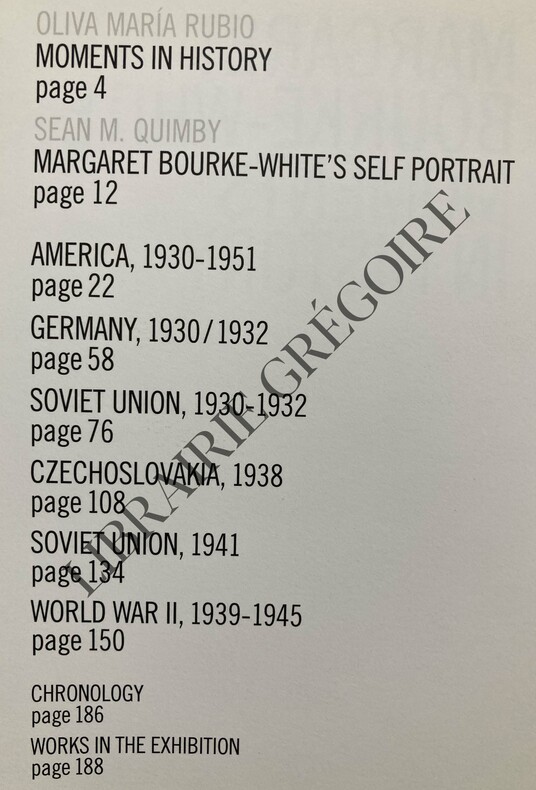 OLIVA MARÍA RUBIO
MOMENTS IN HISTORY
page 4
SEAN M. QUIMBY
MARGARET BOURKE-WHITE'S SELF PORTRAIT
page 12
AMERICA, 1930-1951
page 22
GERMANY, 1930/1932
page 58
SOVIET UNION, 1930-1932
page 76
CZECHOSLOVAKIA, 1938
page 108
SOVIET UNION, 1941
page 134
WORLD WAR II, 1939-1945
page 150
CHRONOLOGY
page 186
WORKS IN THE EXHIBITION
page 188
LIBRAIRIE GRÉGOIRE